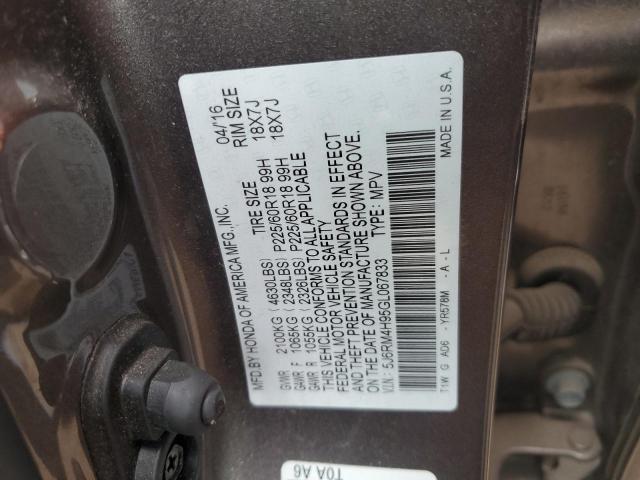 MFD.BY HONDA OF AMERICA MFG.,INC. 04/'16
TIRE SIZE RIM SIZE
GVWR 2100KG (4630LBS)
GAWR F 1065KG (2348LBS) P225/60R18 99H 18X7J
GAWR R 1055KG (2326LBS) P225/60R18 99H 18X7J
THIS VEHICLE CONFORMS TO ALL APPLICABLE
FEDERAL MOTOR VEHICLE SAFETY
AND THEFT PREVENTION STANDARDS IN EFFECT
ON THE DATE OF MANUFACTURE SHOWN ABOVE.
V.I.N.: 5J6RM4H95GL067833 TYPE: MPV
T1W G A06 - YR578M - A - L MADE IN U.S.A.
T0A A6